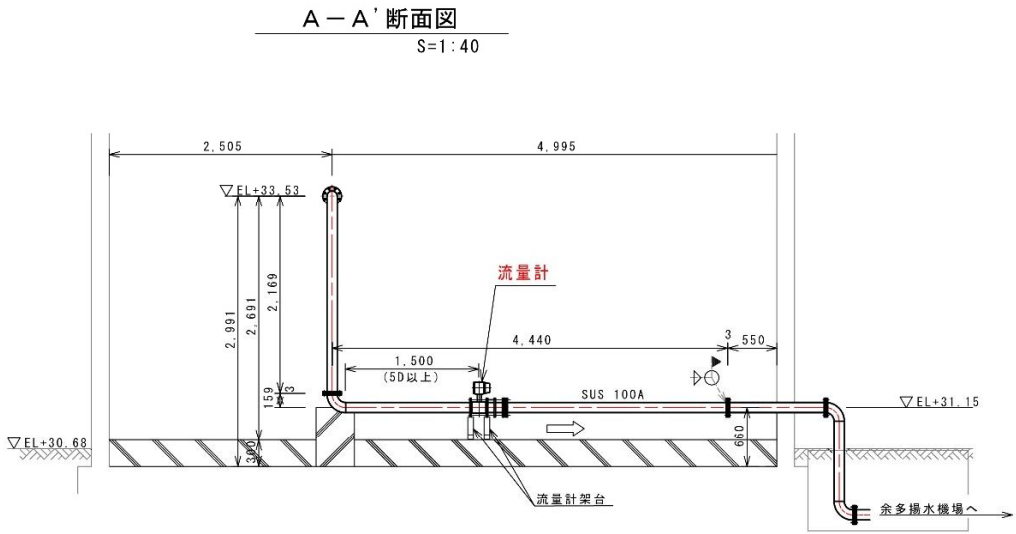 A－A'断面図
S=1:40
2,505
4,995
EL+33.53
流量計
2,169
2,691
2,991
4,440
3
550
1,500
(5D以上)
3
159
SUS 100A
EL+31.15
EL+30.68
300
660
流量計架台
余多揚水機場へ